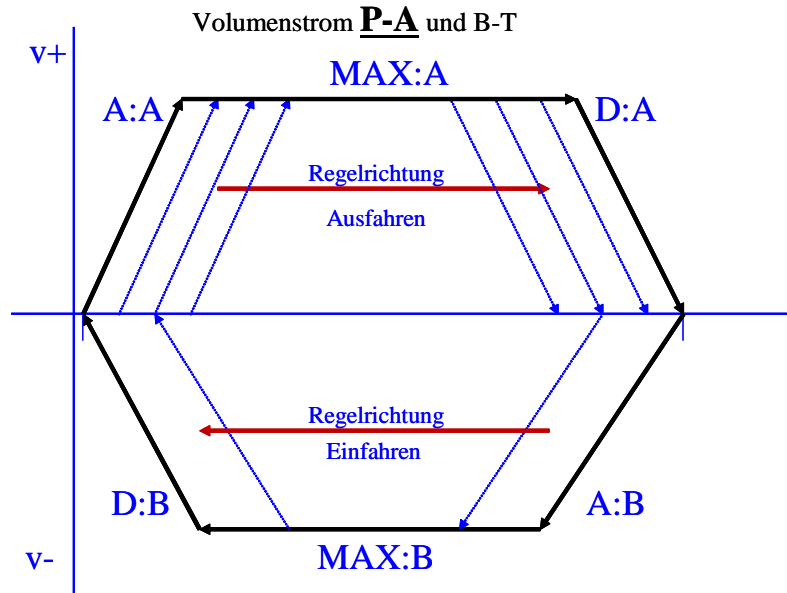 Volumenstrom P-A und B-T
v+
MAX:A
A:A
D:A
Regelrichtung
Ausfahren
Regelrichtung
Einfahren
D:B
A:B
MAX:B
v-